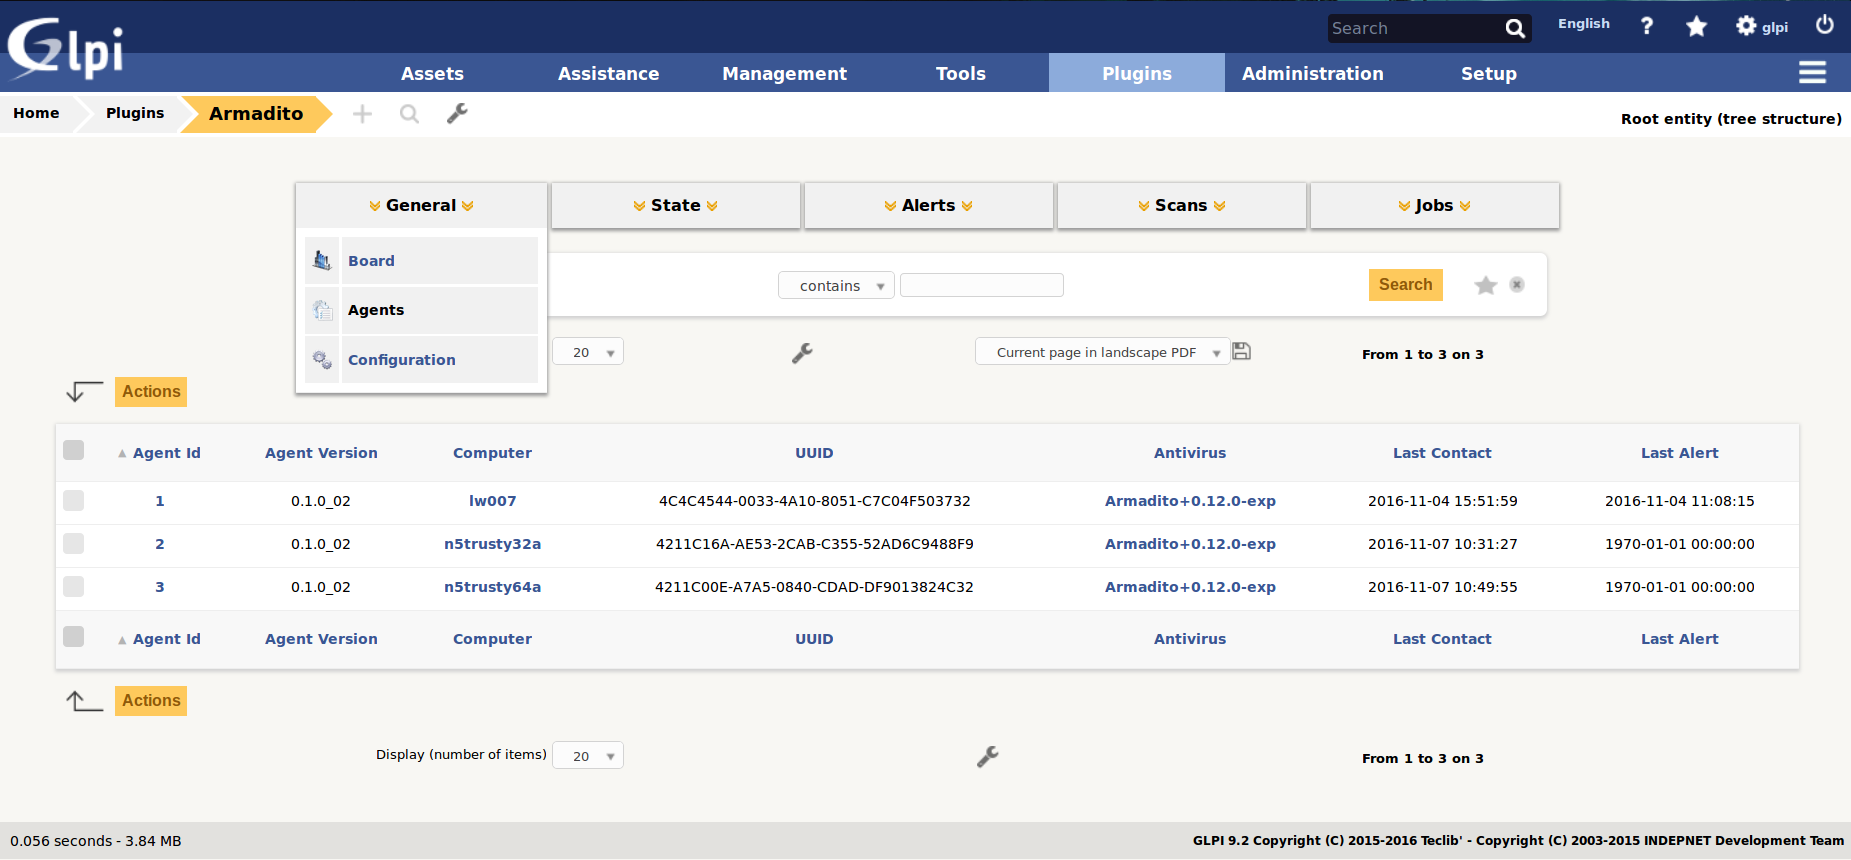 Glpi
Search English ? glpi
Assets Assistance Management Tools Plugins Administration Setup
Home Plugins Armadito
Root entity (tree structure)
General State Alerts Scans Jobs
Board
Agents
Configuration
contains Search
20 Current page in landscape PDF From 1 to 3 on 3
Actions
Agent Id Agent Version Computer UUID Antivirus Last Contact Last Alert
1 0.1.0_02 lw007 4C4C4544-0033-4A10-8051-C7C04F503732 Armadito+0.12.0-exp 2016-11-04 15:51:59 2016-11-04 11:08:15
2 0.1.0_02 n5trusty32a 4211C16A-AE53-2CAB-C355-52AD6C9488F9 Armadito+0.12.0-exp 2016-11-07 10:31:27 1970-01-01 00:00:00
3 0.1.0_02 n5trusty64a 4211C00E-A7A5-0840-CDAD-DF9013824C32 Armadito+0.12.0-exp 2016-11-07 10:49:55 1970-01-01 00:00:00
Agent Id Agent Version Computer UUID Antivirus Last Contact Last Alert
Actions
Display (number of items) 20 From 1 to 3 on 3
0.056 seconds - 3.84 MB GLPI 9.2 Copyright (C) 2015-2016 Teclib' - Copyright (C) 2003-2015 INDEPNET Development Team